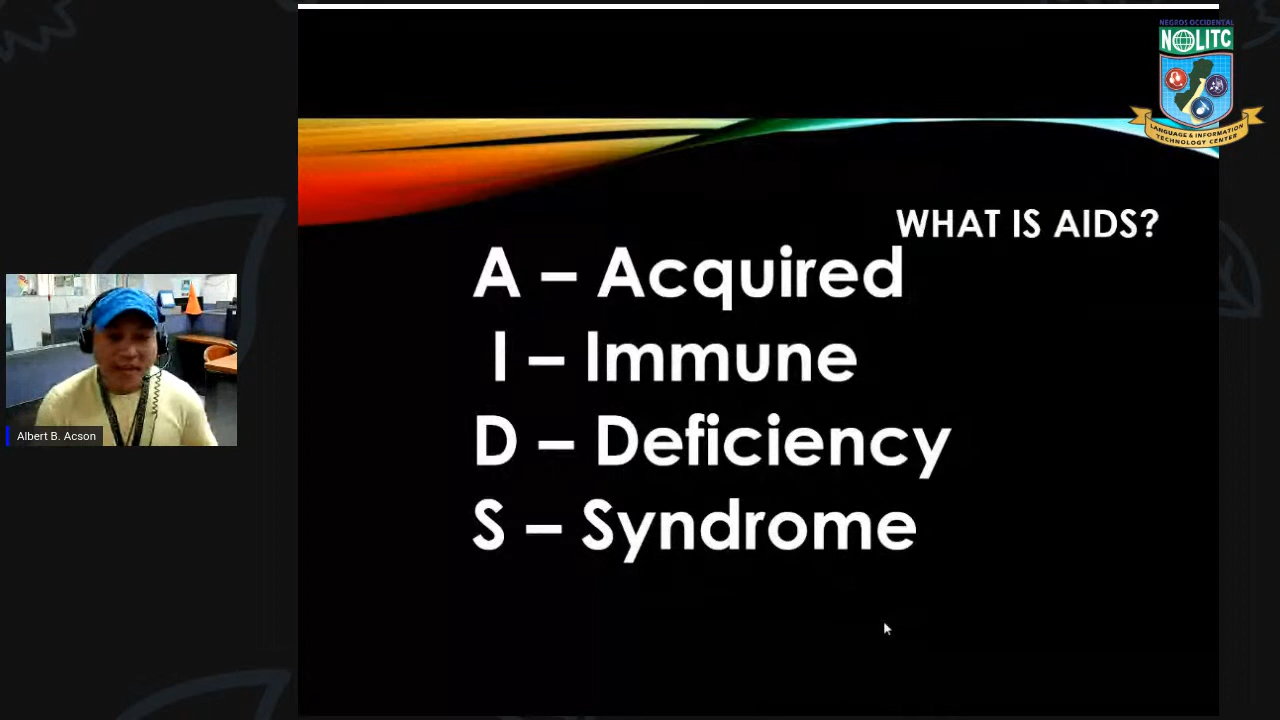 NEGROS OCCIDENTAL
NOLITC
LANGUAGE & INFORMATION
TECHNOLOGY CENTER
WHAT IS AIDS?
A – Acquired
I – Immune
D – Deficiency
S – Syndrome
Albert B. Acson